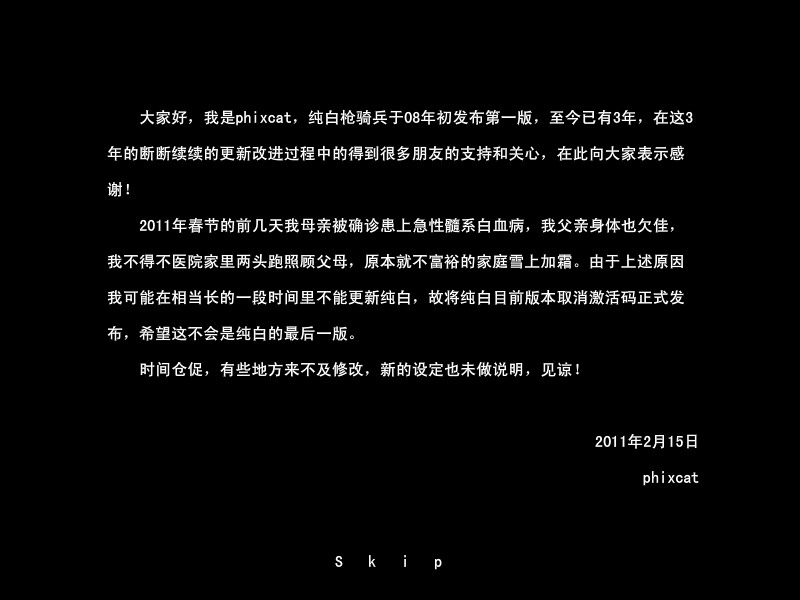 大家好，我是phixcat，纯白枪骑兵于08年初发布第一版，至今已有3年，在这3
年的断断续续的更新改进过程中的得到很多朋友的支持和关心，在此向大家表示感
谢！
2011年春节的前几天我母亲被确诊患上急性髓系白血病，我父亲身体也欠佳，
我不得不医院家里两头跑照顾父母，原本就不富裕的家庭雪上加霜。由于上述原因
我可能在相当长的一段时间里不能更新纯白，故将纯白目前版本取消激活码正式发
布，希望这不会是纯白的最后一版。
时间仓促，有些地方来不及修改，新的设定也未做说明，见谅！
2011年2月15日
phixcat
Skip